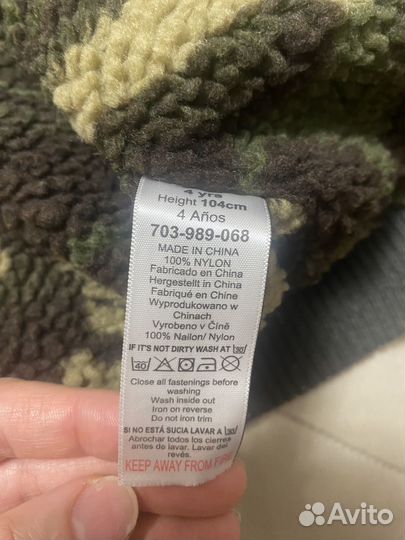 4 yrs
Height 104cm
4 Años
703-989-068
MADE IN CHINA
100% NYLON
Fabricado en China
Hergestellt in China
Fabriqué en Chine
Wyprodukowano w
Chinach
Vyrobeno v Číně
100% Nailon/ Nylon
IF IT'S NOT DIRTY WASH AT 30
40
Close all fastenings before
washing
Wash inside out
Iron on reverse
Do not iron trim
SI NO ESTÁ SUCIA LAVAR A 30
Abrochar todos los cierres
antes de lavar. Lavar del
revés.
KEEP AWAY FROM FIRE
Avito